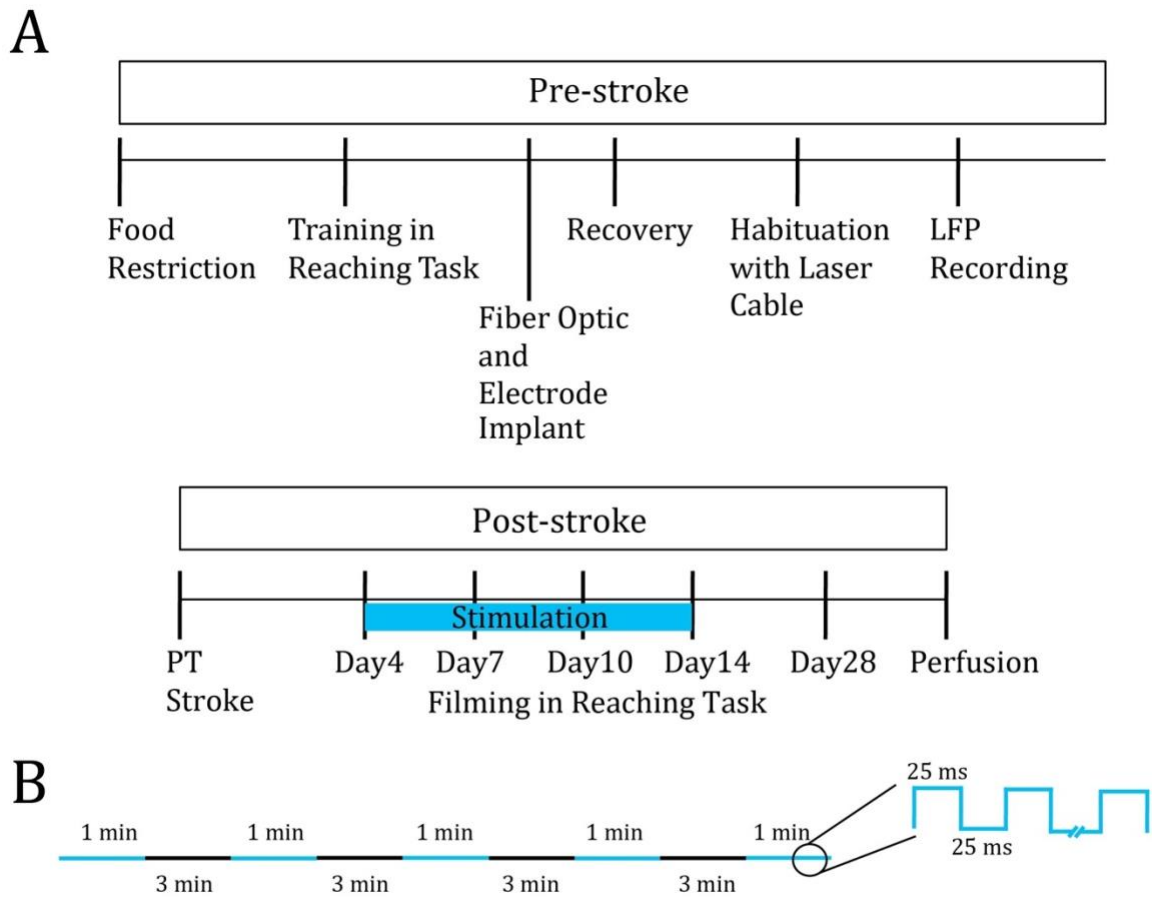 A
Pre-stroke
Food
Restriction
Training in
Reaching Task
Fiber Optic
and
Electrode
Implant
Recovery
Habituation
with Laser
Cable
LFP
Recording
Post-stroke
Stimulation
PT
Stroke
Day4
Day7
Day10
Day14
Day28
Perfusion
Filming in Reaching Task
B
1 min
1 min
1 min
1 min
1 min
3 min
3 min
3 min
3 min
25 ms
25 ms